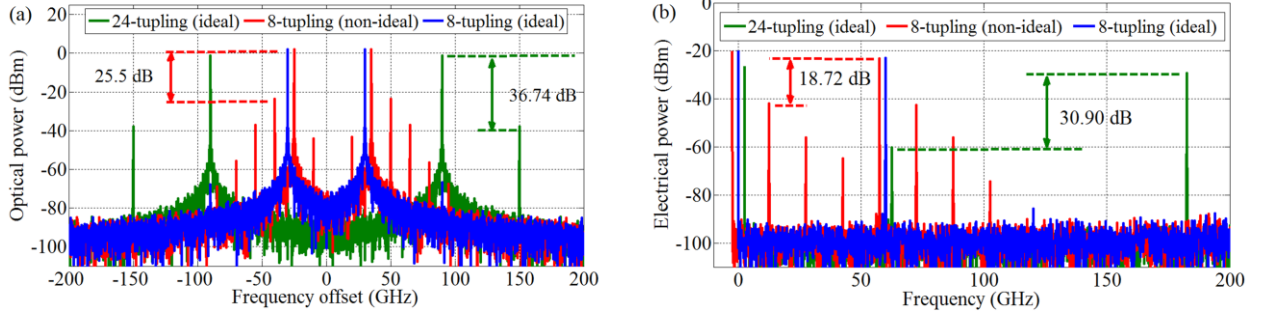 (a)
24-tupling (ideal) 8-tupling (non-ideal) 8-tupling (ideal)
20
0
-20
-40
-60
-80
-100
25.5 dB
36.74 dB
Optical power (dBm)
-200 -150 -100 -50 0 50 100 150 200
Frequency offset (GHz)
(b)
0
24-tupling (ideal) 8-tupling (non-ideal) 8-tupling (ideal)
-20
-40
-60
-80
-100
18.72 dB
30.90 dB
Electrical power (dBm)
0 50 100 150 200
Frequency (GHz)